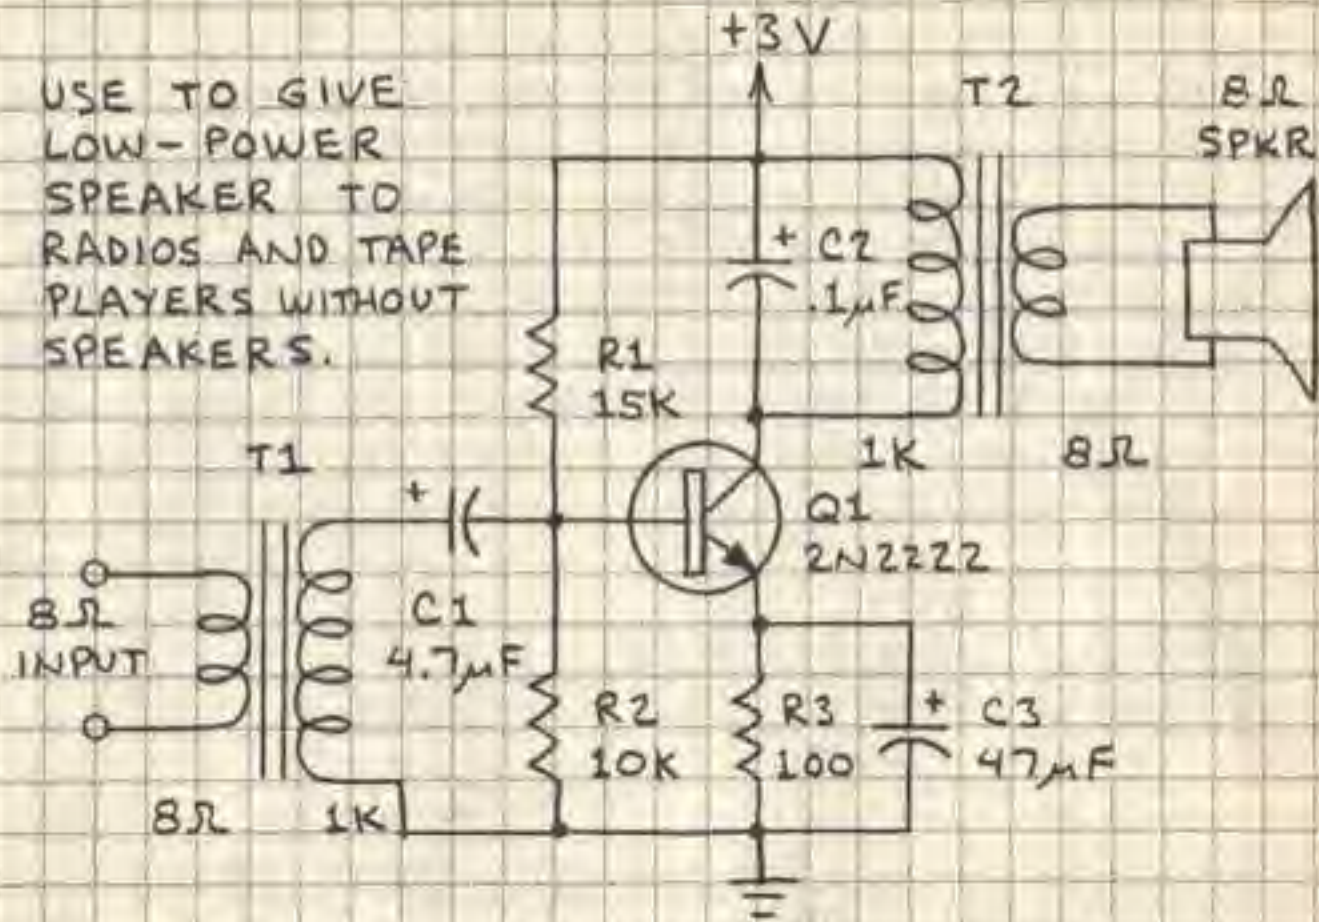 +3V
USE TO GIVE
LOW-POWER
SPEAKER TO
RADIOS AND TAPE
PLAYERS WITHOUT
SPEAKERS.
T2
8Ω
SPKR
+ C2
.1µF
R1
15K
1K
8Ω
T1
+
Q1
2N2222
8Ω
INPUT
C1
4.7µF
R2
10K
R3
100
+ C3
47µF
8Ω
1K